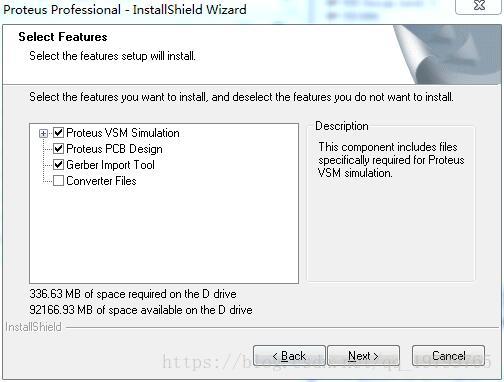 Proteus Professional - InstallShield Wizard
Select Features
Select the features setup will install.
Select the features you want to install, and deselect the features you do not want to install.
Proteus VSM Simulation
Proteus PCB Design
Gerber Import Tool
Converter Files
Description
This component includes files
specifically required for Proteus
VSM simulation.
336.63 MB of space required on the D drive
92166.93 MB of space available on the D drive
InstallShield
< Back
Next >
Cancel